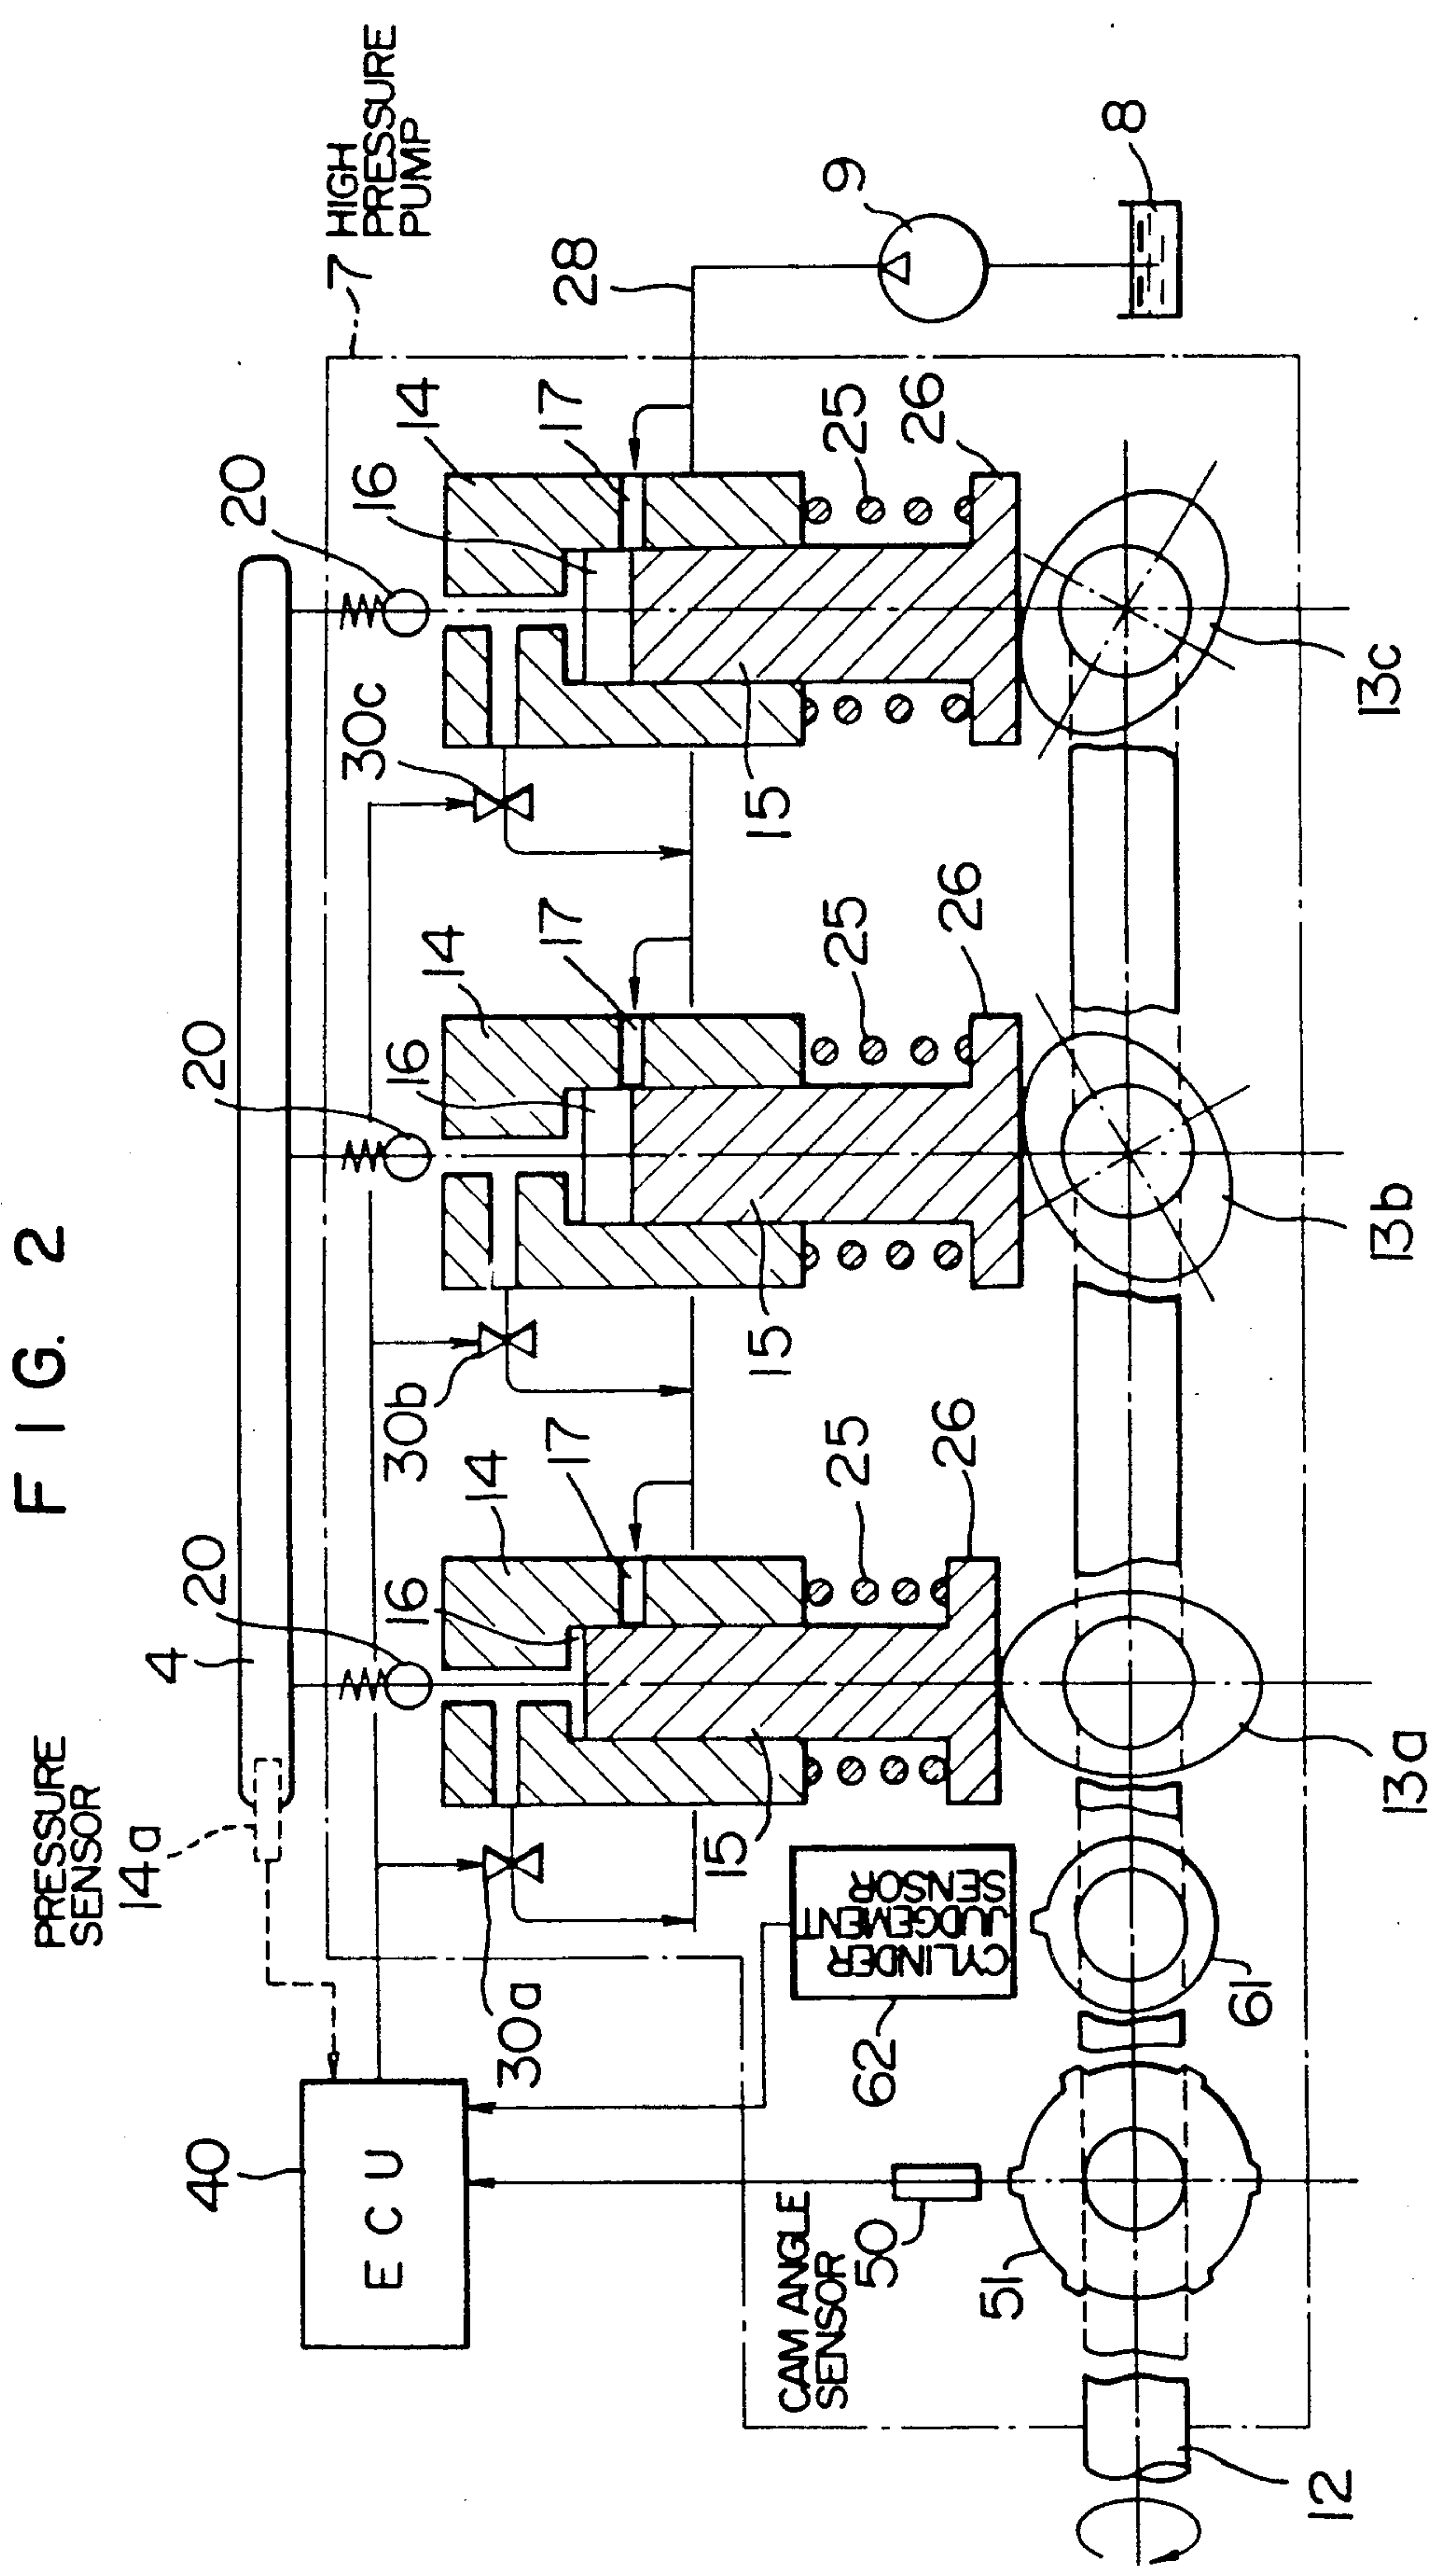 FIG. 2
PRESSURE
SENSOR
14a
4
20
20
20
7
HIGH
PRESSURE
PUMP
40
ECU
30a
30b
30c
16
14
17
16
14
17
16
14
17
28
9
8
15
25
26
15
25
26
15
25
26
62
CYLINDER
JUDGEMENT
SENSOR
CAM ANGLE
SENSOR
50
51
61
12
13a
13b
13c